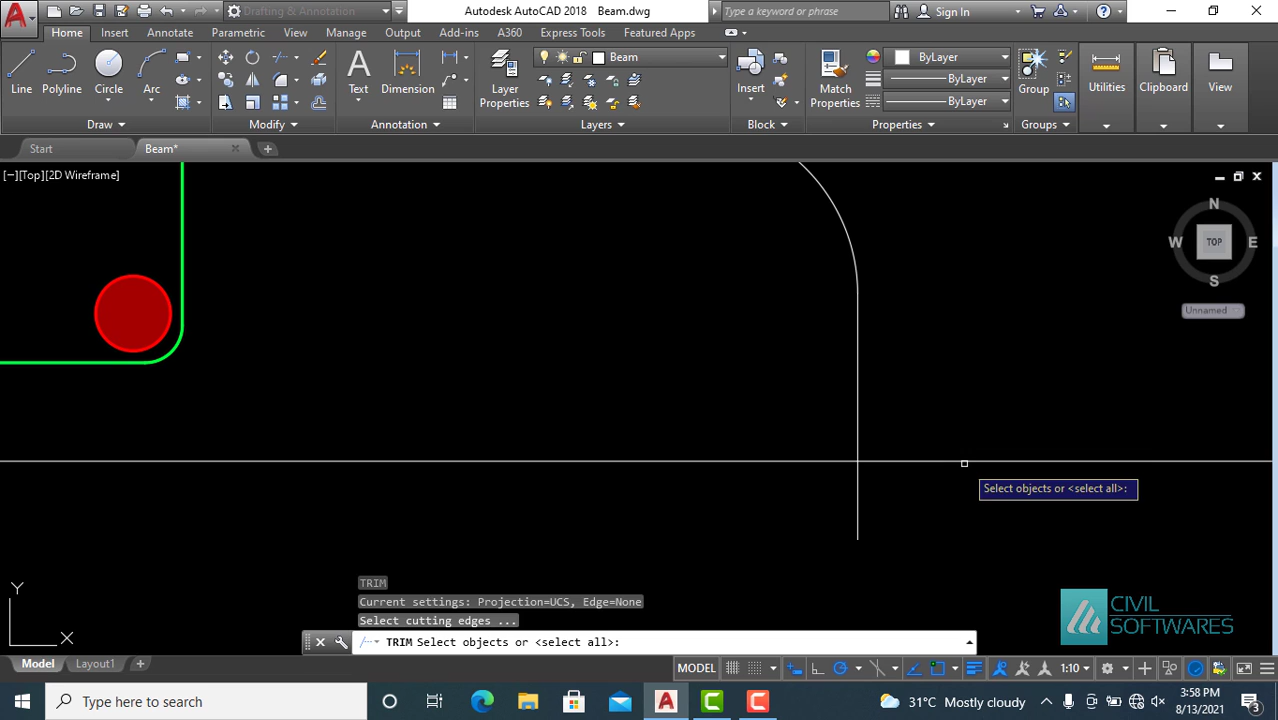 Drafting & Annotation
Autodesk AutoCAD 2018 Beam.dwg
Type a keyword or phrase
Sign In
Home Insert Annotate Parametric View Manage Output Add-ins A360 Express Tools Featured Apps
Line
Polyline
Circle
Arc
Text
Dimension
Layer
Properties
Beam
Insert
Match
Properties
ByLayer
ByLayer
ByLayer
Group
Utilities
Clipboard
View
Draw
Modify
Annotation
Layers
Block
Properties
Groups
Start
Beam*
[−][Top][2D Wireframe]
N
W
TOP
E
S
Unnamed
Select objects or <select all>:
Y
X
TRIM
Current settings: Projection=UCS, Edge=None
Select cutting edges ...
TRIM Select objects or <select all>:
CIVIL
SOFTWARES
Model
Layout1
MODEL
1:10
Type here to search
31°C Mostly cloudy
3:58 PM
8/13/2021
3